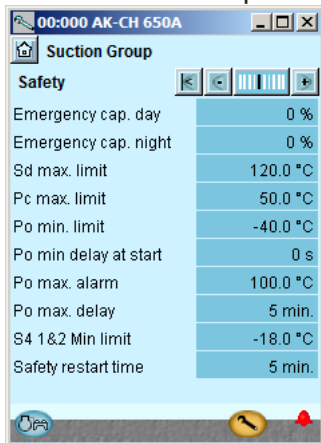 00:000 AK-CH 650A
Suction Group
Safety
Emergency cap. day 0 %
Emergency cap. night 0 %
Sd max. limit 120.0 °C
Pc max. limit 50.0 °C
Po min. limit -40.0 °C
Po min delay at start 0 s
Po max. alarm 100.0 °C
Po max. delay 5 min.
S4 1&2 Min limit -18.0 °C
Safety restart time 5 min.